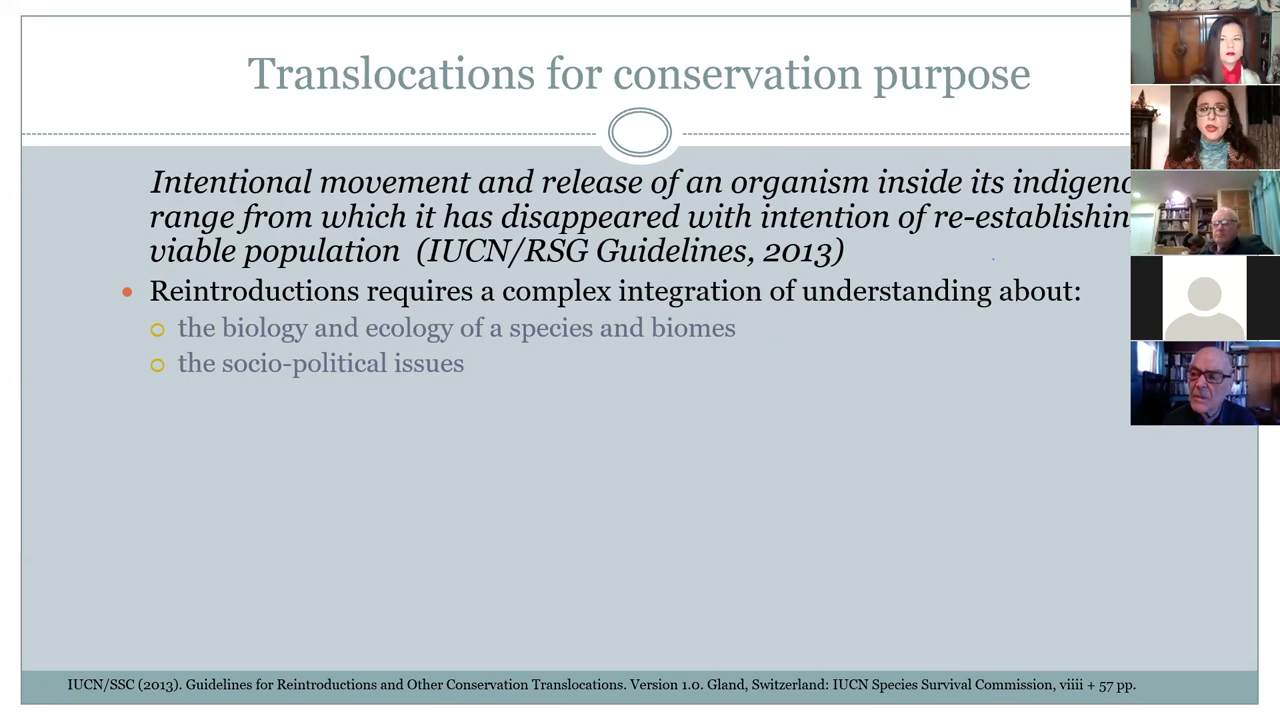 Translocations for conservation purpose
Intentional movement and release of an organism inside its
range from which it has disappeared with intention of
viable population (IUCN/RSG Guidelines, 2013)
Reintroductions requires a complex integration of understanding about:
the biology and ecology of a species and biomes
the socio-political issues
IUCN/SSC (2013). Guidelines for Reintroductions and Other Conservation Translocations. Version 1.0. Gland, Switzerland: IUCN Species Survival Commission, viiii + 57 pp.